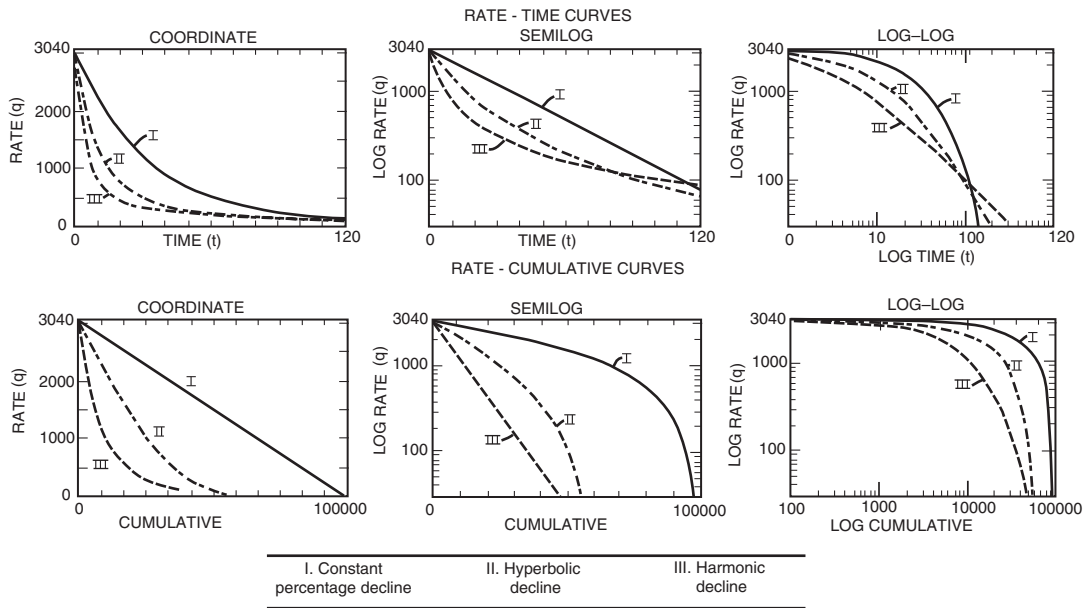 RATE - TIME CURVES
COORDINATE
SEMILOG
LOG–LOG
RATE (q)
3040
2000
1000
0
I
II
III
0
TIME (t)
120
LOG RATE (q)
3040
1000
100
I
II
III
0
TIME (t)
120
LOG RATE (q)
3040
1000
100
I
II
III
0
10
100
120
LOG TIME (t)
RATE - CUMULATIVE CURVES
COORDINATE
SEMILOG
LOG–LOG
RATE (q)
3040
2000
1000
0
I
II
III
0
CUMULATIVE
100000
LOG RATE (q)
3040
1000
100
I
II
III
0
CUMULATIVE
100000
LOG RATE (q)
3040
1000
100
I
II
III
100
1000
10000
100000
LOG CUMULATIVE
I. Constant
percentage decline
II. Hyperbolic
decline
III. Harmonic
decline